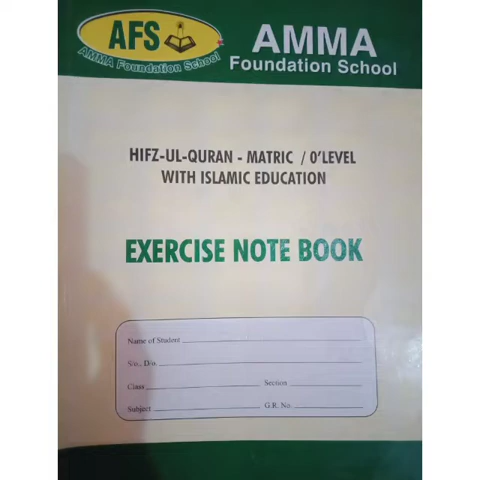 AFS
AMMA Foundation School
AMMA
Foundation School
HIFZ-UL-QURAN - MATRIC / O'LEVEL
WITH ISLAMIC EDUCATION
EXERCISE NOTE BOOK
Name of Student
S/o., D/o.
Class Section
Subject G.R. No.